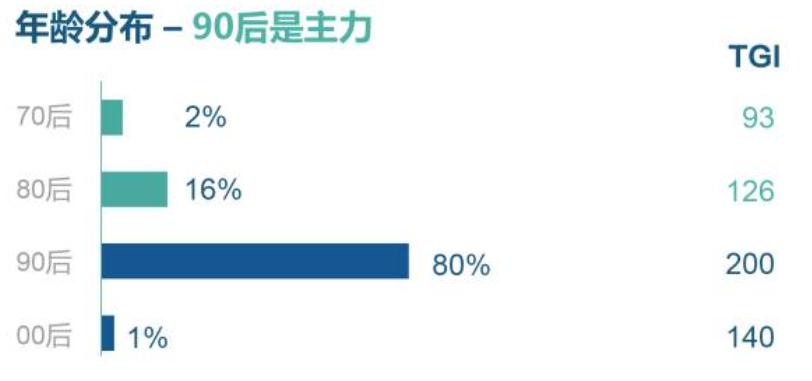 年龄分布 – 90后是主力
TGI
70后 2% 93
80后 16% 126
90后 80% 200
00后 1% 140